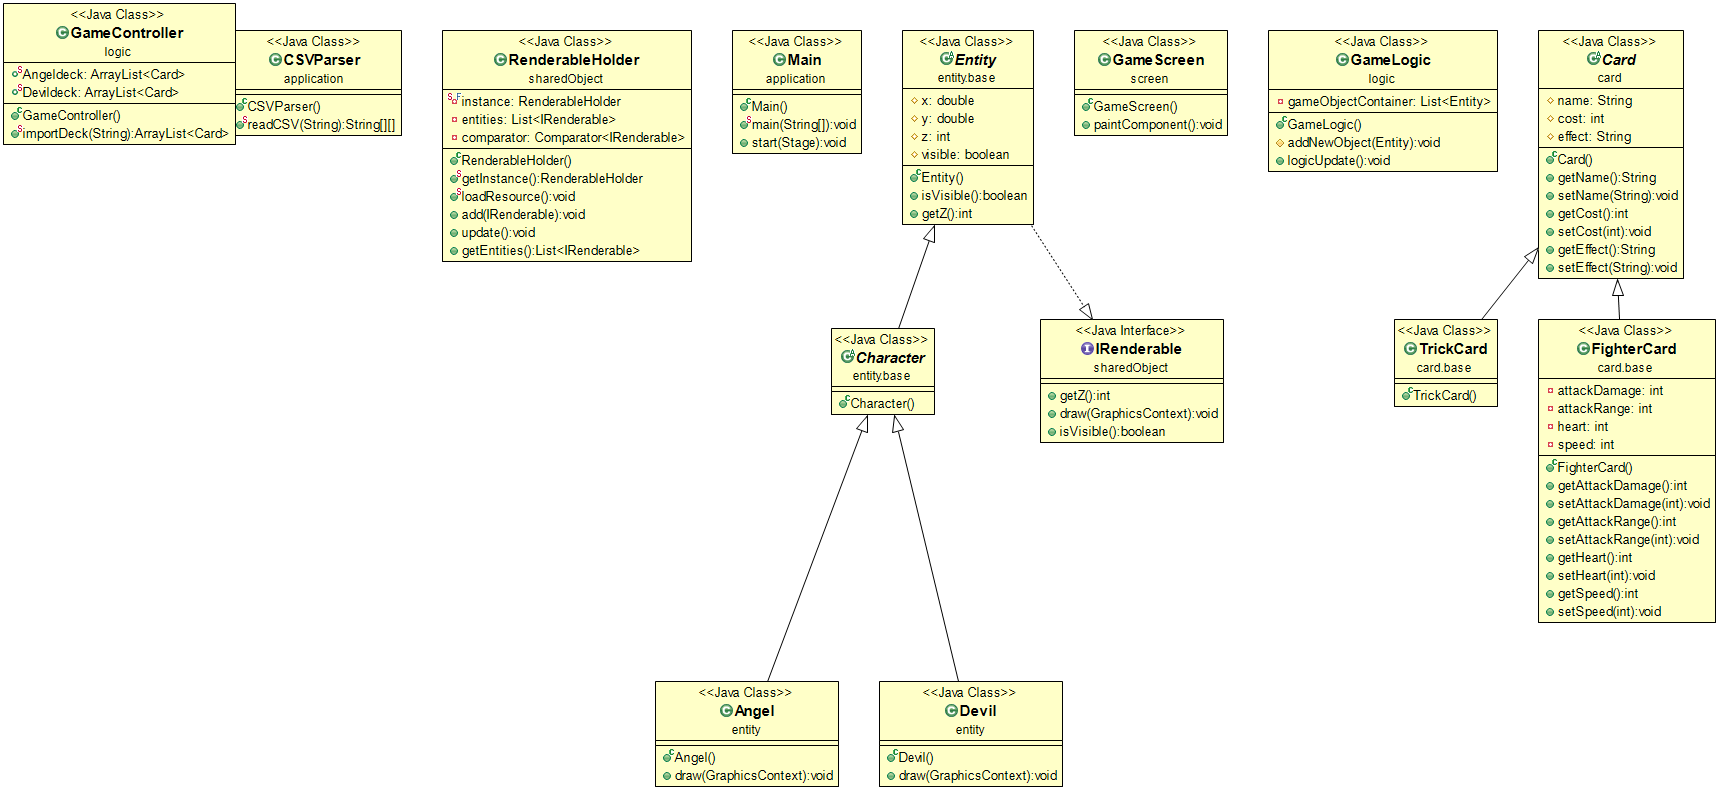 <<Java Class>>
GameController
logic
Angeldeck: ArrayList<Card>
Devildeck: ArrayList<Card>
GameController()
importDeck(String):ArrayList<Card>
<<Java Class>>
CSVParser
application
CSVParser()
readCSV(String):String[][]
<<Java Class>>
RenderableHolder
sharedObject
instance: RenderableHolder
entities: List<IRenderable>
comparator: Comparator<IRenderable>
RenderableHolder()
getInstance():RenderableHolder
loadResource():void
add(IRenderable):void
update():void
getEntities():List<IRenderable>
<<Java Class>>
Main
application
Main()
main(String[]):void
start(Stage):void
<<Java Class>>
Entity
entity.base
x: double
y: double
z: int
visible: boolean
Entity()
isVisible():boolean
getZ():int
<<Java Class>>
GameScreen
screen
GameScreen()
paintComponent():void
<<Java Class>>
GameLogic
logic
gameObjectContainer: List<Entity>
GameLogic()
addNewObject(Entity):void
logicUpdate():void
<<Java Class>>
Card
card
name: String
cost: int
effect: String
Card()
getName():String
setName(String):void
getCost():int
setCost(int):void
getEffect():String
setEffect(String):void
<<Java Class>>
Character
entity.base
Character()
<<Java Interface>>
IRenderable
sharedObject
getZ():int
draw(GraphicsContext):void
isVisible():boolean
<<Java Class>>
TrickCard
card.base
TrickCard()
<<Java Class>>
FighterCard
card.base
attackDamage: int
attackRange: int
heart: int
speed: int
FighterCard()
getAttackDamage():int
setAttackDamage(int):void
getAttackRange():int
setAttackRange(int):void
getHeart():int
setHeart(int):void
getSpeed():int
setSpeed(int):void
<<Java Class>>
Angel
entity
Angel()
draw(GraphicsContext):void
<<Java Class>>
Devil
entity
Devil()
draw(GraphicsContext):void